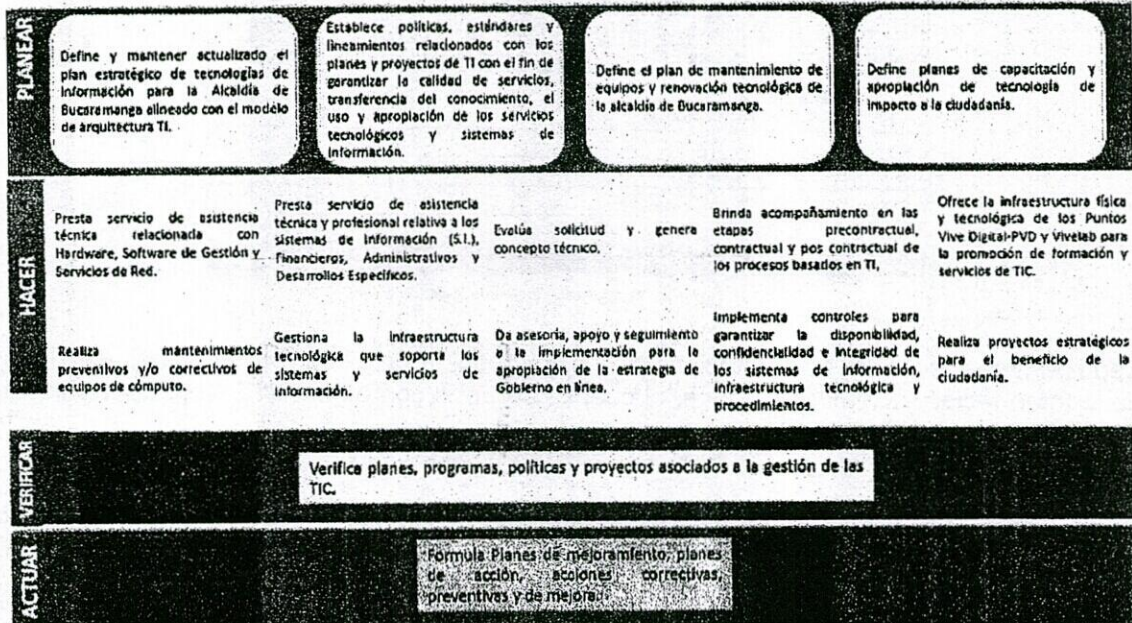 PLANEAR
Define y mantener actualizado el
plan estratégico de tecnologías de
Información para la Alcaldía de
Bucaramanga alineado con el modelo
de arquitectura TI.
Establece políticas, estándares y
lineamientos relacionados con los
planes y proyectos de TI con el fin de
garantizar la calidad de servicios,
transferencia del conocimiento, el
uso y apropiación de los servicios
tecnológicos y sistemas de
información.
Define el plan de mantenimiento de
equipos y renovación tecnológica de
la alcaldía de Bucaramanga.
Define planes de capacitación y
apropiación de tecnología de
impacto a la ciudadanía.
HACER
Presta servicio de asistencia
técnica relacionada con
Hardware, Software de Gestión y
Servicios de Red.
Presta servicio de asistencia
técnica y profesional relativa a los
sistemas de Información (S.I.),
Financieros, Administrativos y
Desarrollos Específicos.
Evalúa solicitud y genera
concepto técnico.
Brinda acompañamiento en las
etapas precontractual,
contractual y pos contractual de
los procesos basados en TI,
Ofrece la infraestructura física
y tecnológica de los Puntos
Vive Digital-PVD y Vivelab para
la promoción de formación y
servicios de TIC.
Realiza mantenimientos
preventivos y/o correctivos de
equipos de cómputo.
Gestiona la infraestructura
tecnológica que soporta los
sistemas y servicios de
información.
Da asesoría, apoyo y seguimiento
a la implementación para la
apropiación de la estrategia de
Gobierno en línea.
Implementa controles para
garantizar la disponibilidad,
confidencialidad e integridad de
los sistemas de información,
infraestructura tecnológica y
procedimientos.
Realiza proyectos estratégicos
para el beneficio de la
ciudadanía.
VERIFICAR
Verifica planes, programas, políticas y proyectos asociados a la gestión de las
TIC.
ACTUAR
Formula Planes de mejoramiento, planes
de acción, acciones correctivas,
preventivas y de mejora.